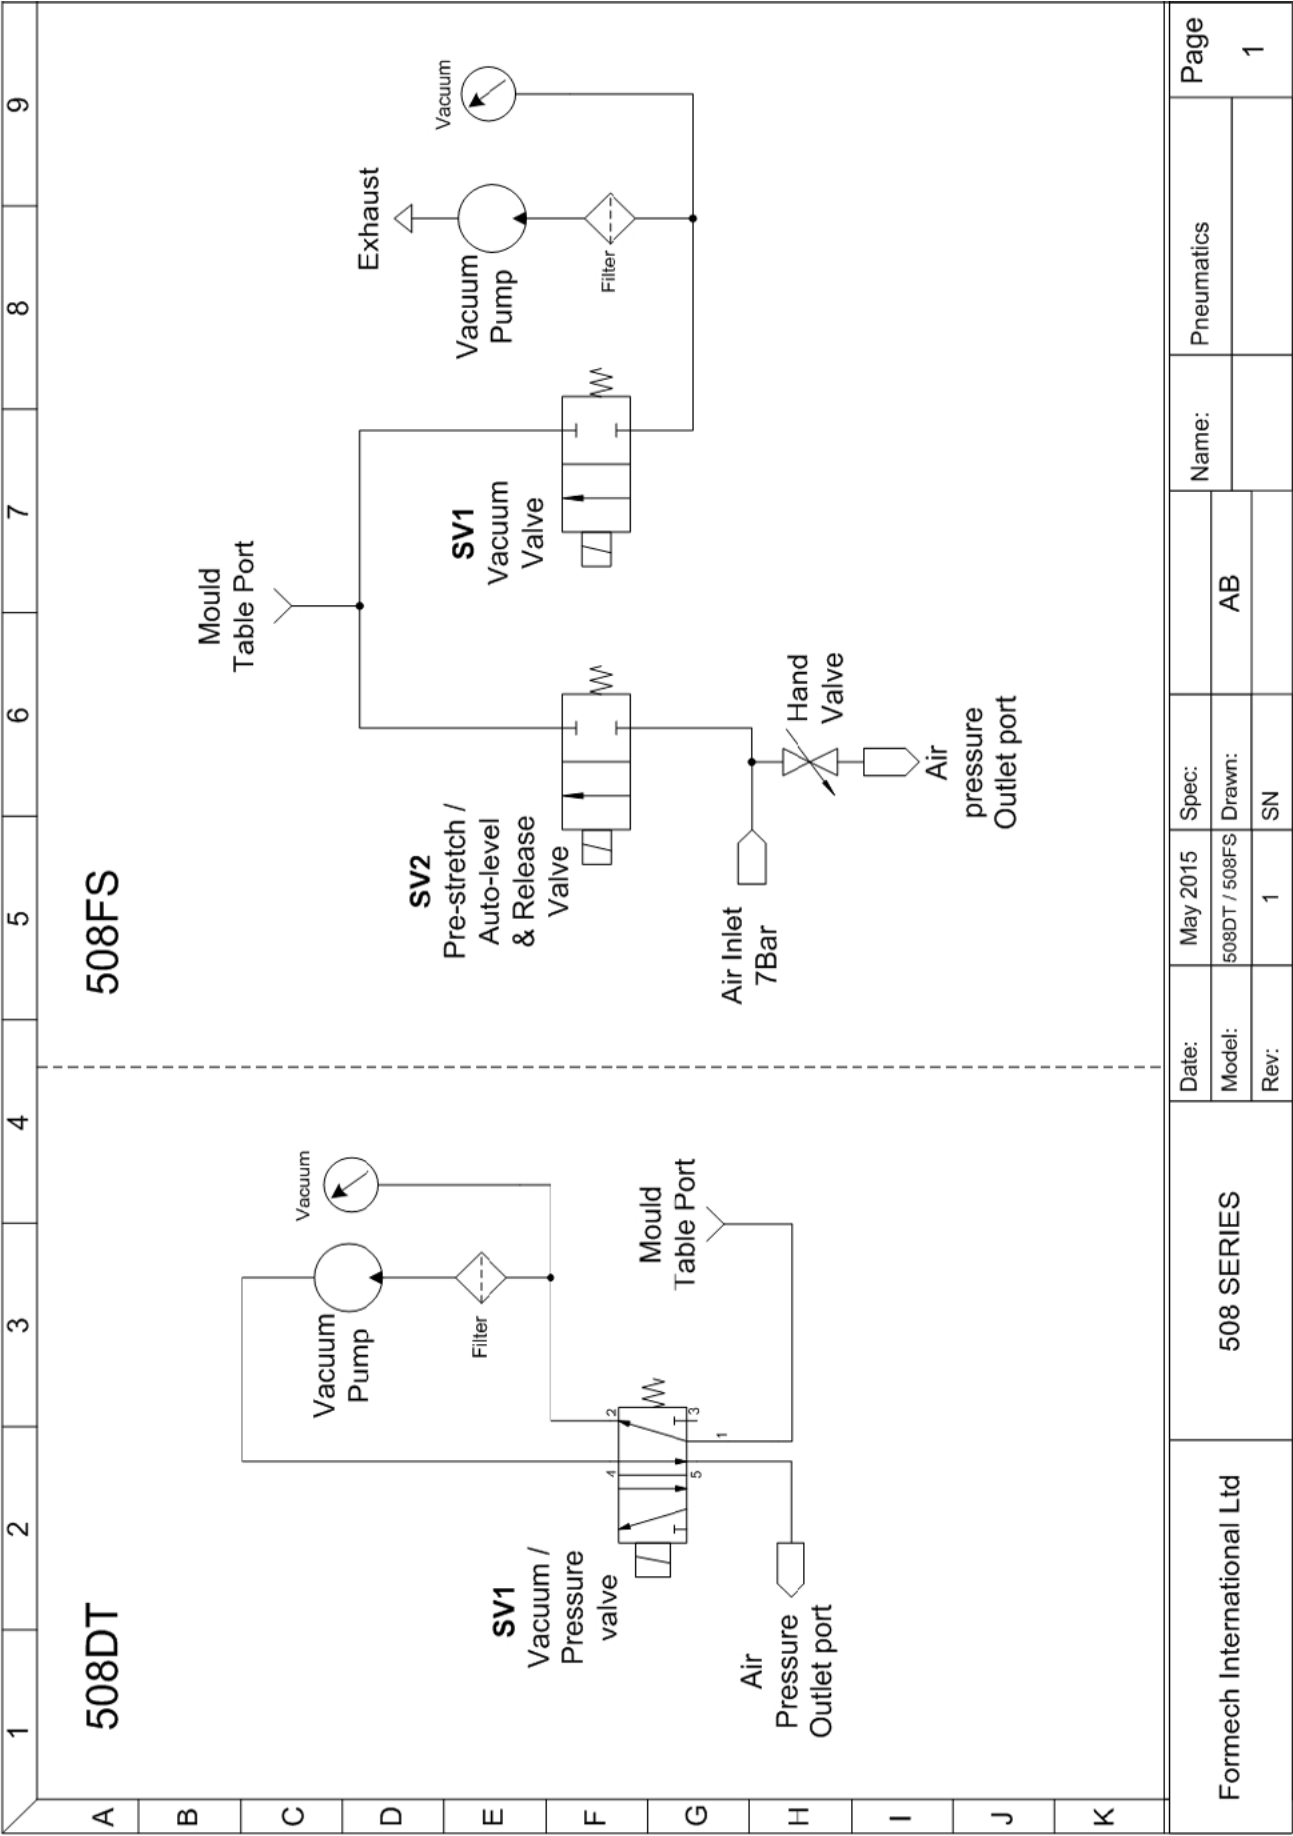 1 2 3 4 5 6 7 8 9
A
B
C
D
E
F
G
H
I
J
K
508DT
Vacuum
Vacuum
Pump
Filter
SV1
Vacuum /
Pressure
valve
4
2
5
1
3
Mould
Table Port
Air
Pressure
Outlet port
508FS
Mould
Table Port
Exhaust
Vacuum
Vacuum
Pump
Filter
SV1
Vacuum
Valve
SV2
Pre-stretch /
Auto-level
& Release
Valve
Air Inlet
7Bar
Hand
Valve
Air
pressure
Outlet port
Formech International Ltd
508 SERIES
Date: May 2015 Spec:
Model: 508DT / 508FS Drawn: AB
Rev: 1 SN
Name: Pneumatics
Page
1